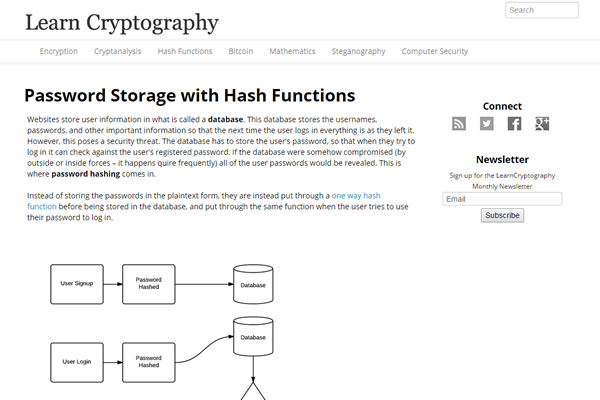 Learn Cryptography
Search
Encryption Cryptanalysis Hash Functions Bitcoin Mathematics Steganography Computer Security
Password Storage with Hash Functions
Websites store user information in what is called a database. This database stores the usernames,
passwords, and other important information so that the next time the user logs in everything is as they left it.
However, this poses a security threat. The database has to store the user's password, so that when they try to
log in it can check against the user's registered password. If the database were somehow compromised (by
outside or inside forces – it happens quire frequently) all of the user passwords would be revealed. This is
where password hashing comes in.
Instead of storing the passwords in the plaintext form, they are instead put through a one way hash
function before being stored in the database, and put through the same function when the user tries to use
their password to log in.
Connect
Newsletter
Sign up for the LearnCryptography
Monthly Newsletter
Email
Subscribe
User Signup
Password
Hashed
Database
User Login
Password
Hashed
Database